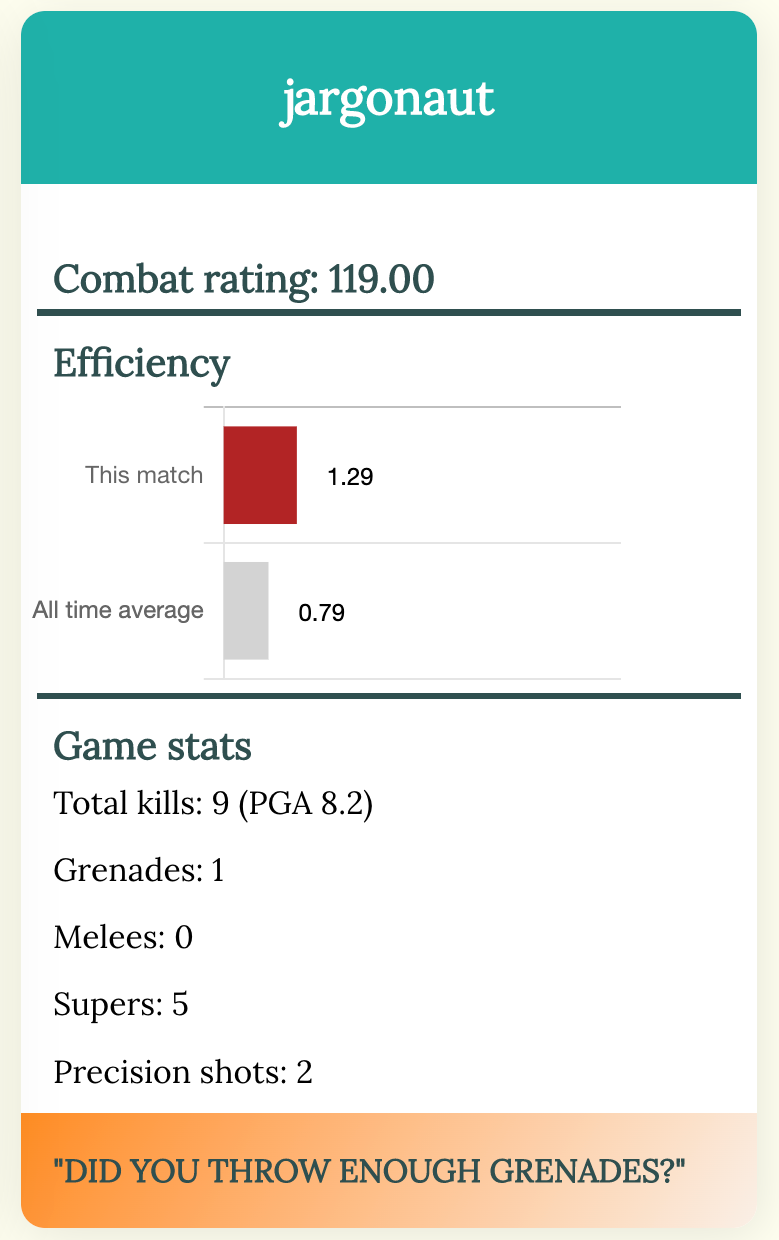 jargonaut
Combat rating: 119.00
Efficiency
This match 1.29
All time average 0.79
Game stats
Total kills: 9 (PGA 8.2)
Grenades: 1
Melees: 0
Supers: 5
Precision shots: 2
"DID YOU THROW ENOUGH GRENADES?"